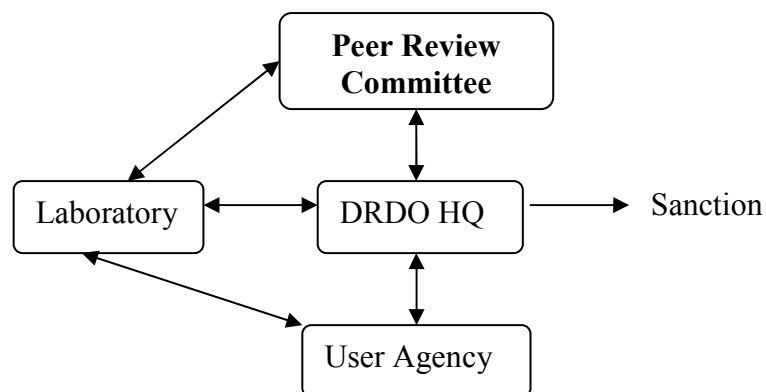 Peer Review
Committee
Laboratory
DRDO HQ
Sanction
User Agency